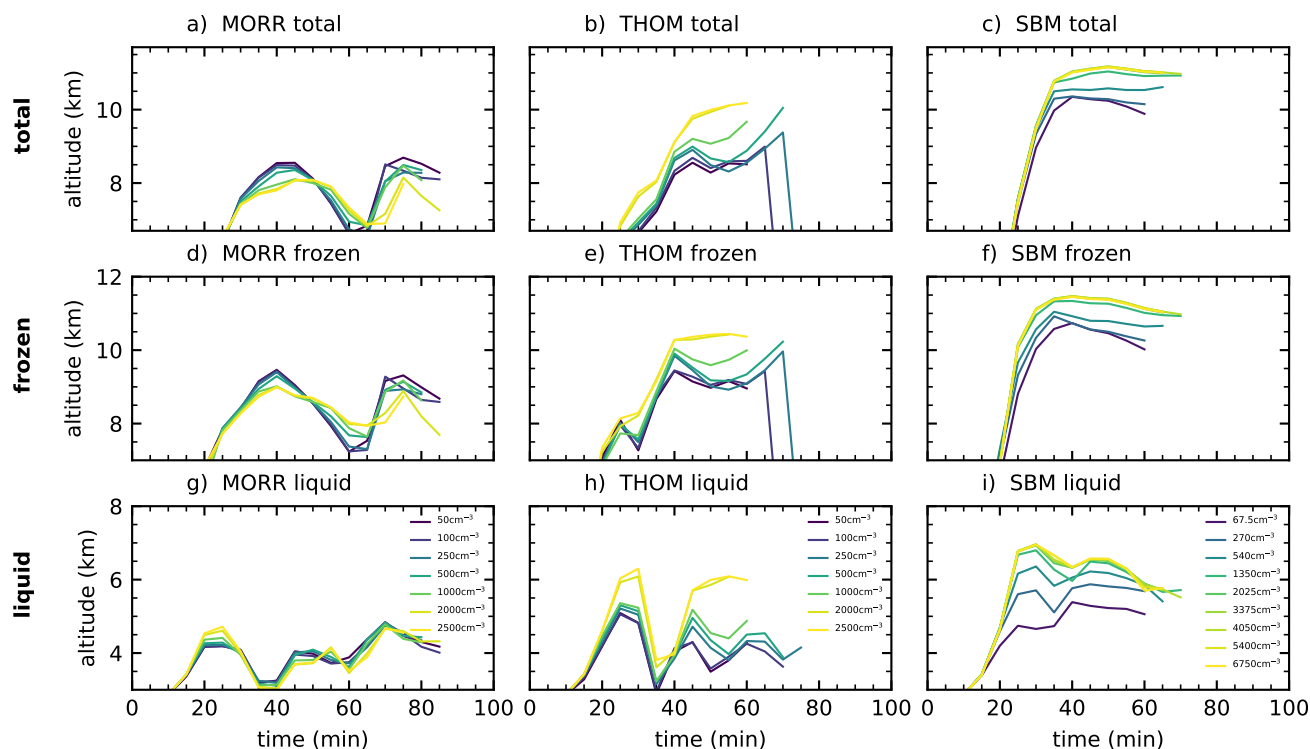 a) MORR total
b) THOM total
c) SBM total
total
altitude (km)
10
8
d) MORR frozen
e) THOM frozen
f) SBM frozen
frozen
altitude (km)
12
10
8
g) MORR liquid
h) THOM liquid
i) SBM liquid
liquid
altitude (km)
8
6
4
50cm⁻³
100cm⁻³
250cm⁻³
500cm⁻³
1000cm⁻³
2000cm⁻³
2500cm⁻³
50cm⁻³
100cm⁻³
250cm⁻³
500cm⁻³
1000cm⁻³
2000cm⁻³
2500cm⁻³
67.5cm⁻³
270cm⁻³
540cm⁻³
1350cm⁻³
2025cm⁻³
3375cm⁻³
4050cm⁻³
5400cm⁻³
6750cm⁻³
0 20 40 60 80 100
0 20 40 60 80 100
0 20 40 60 80 100
time (min)
time (min)
time (min)